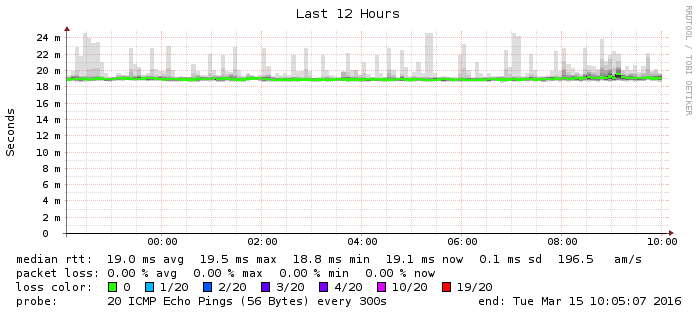 Last 12 Hours
RRDTOOL / TOBI OETIKER
Seconds
24 m
22 m
20 m
18 m
16 m
14 m
12 m
10 m
8 m
6 m
4 m
2 m
0
00:00 02:00 04:00 06:00 08:00 10:00
median rtt: 19.0 ms avg 19.5 ms max 18.8 ms min 19.1 ms now 0.1 ms sd 196.5 am/s
packet loss: 0.00 % avg 0.00 % max 0.00 % min 0.00 % now
loss color: 0 1/20 2/20 3/20 4/20 10/20 19/20
probe: 20 ICMP Echo Pings (56 Bytes) every 300s end: Tue Mar 15 10:05:07 2016